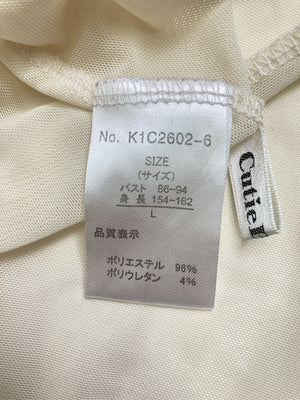 No. K1C2602-6
SIZE
(サイズ)
バスト 86~94
身 長 154~162
L
品質表示
ポリエステル 96%
ポリウレタン 4%
Cutie